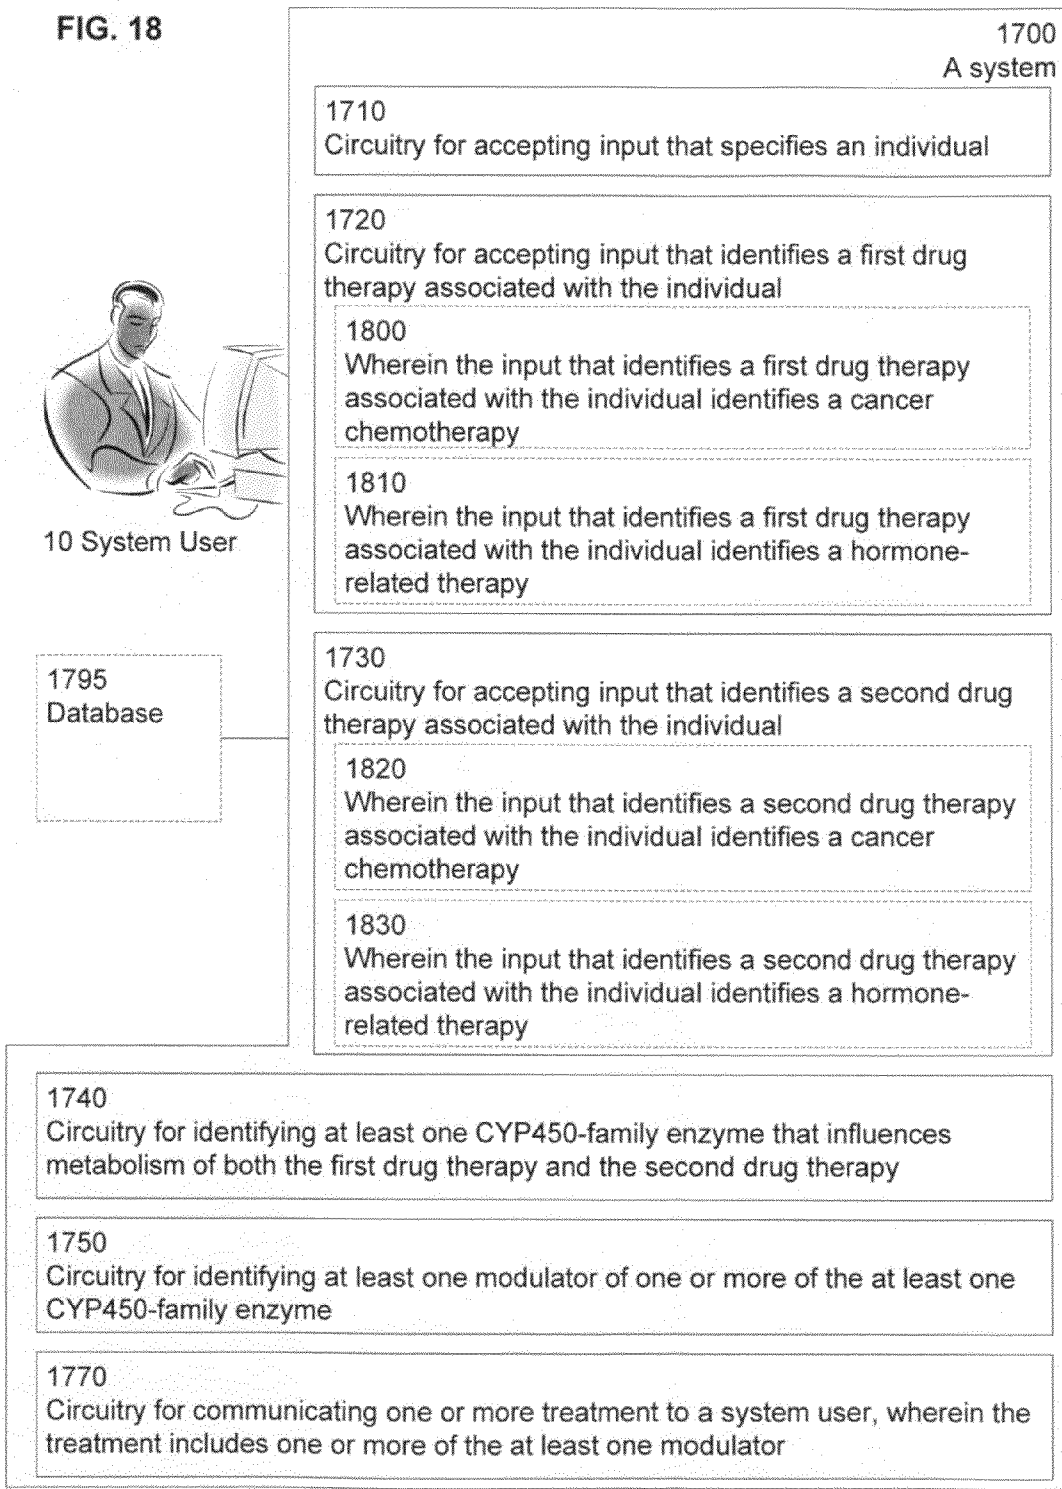 FIG. 18
1700
A system
1710
Circuitry for accepting input that specifies an individual
1720
Circuitry for accepting input that identifies a first drug
therapy associated with the individual
1800
Wherein the input that identifies a first drug therapy
associated with the individual identifies a cancer
chemotherapy
1810
Wherein the input that identifies a first drug therapy
associated with the individual identifies a hormone-
related therapy
10 System User
1795
Database
1730
Circuitry for accepting input that identifies a second drug
therapy associated with the individual
1820
Wherein the input that identifies a second drug therapy
associated with the individual identifies a cancer
chemotherapy
1830
Wherein the input that identifies a second drug therapy
associated with the individual identifies a hormone-
related therapy
1740
Circuitry for identifying at least one CYP450-family enzyme that influences
metabolism of both the first drug therapy and the second drug therapy
1750
Circuitry for identifying at least one modulator of one or more of the at least one
CYP450-family enzyme
1770
Circuitry for communicating one or more treatment to a system user, wherein the
treatment includes one or more of the at least one modulator